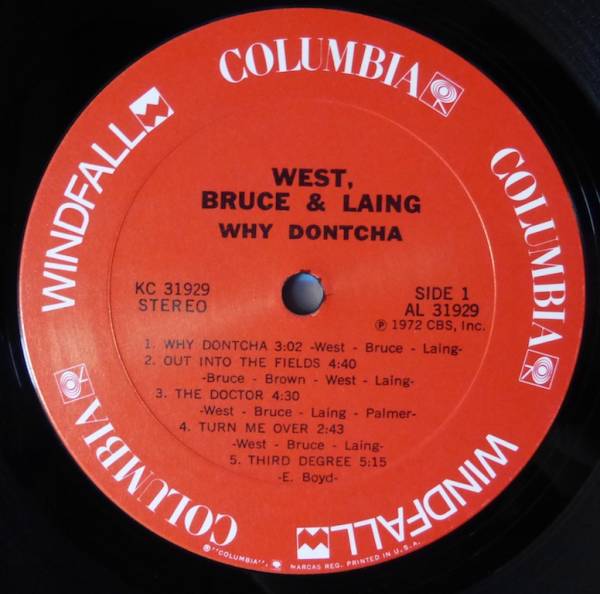 COLUMBIA
WINDFALL
COLUMBIA
WEST,
BRUCE & LAING
WHY DONTCHA
KC 31929
STEREO
SIDE 1
AL 31929
Ⓟ 1972 CBS, Inc.
1. WHY DONTCHA 3:02 -West - Bruce - Laing-
2. OUT INTO THE FIELDS 4:40
-Bruce - Brown - West - Laing-
3. THE DOCTOR 4:30
-West - Bruce - Laing - Palmer-
4. TURN ME OVER 2:43
-West - Bruce - Laing-
5. THIRD DEGREE 5:15
-E. Boyd-
COLUMBIA
WINDFALL
®"COLUMBIA", MARCAS REG. PRINTED IN U.S.A.